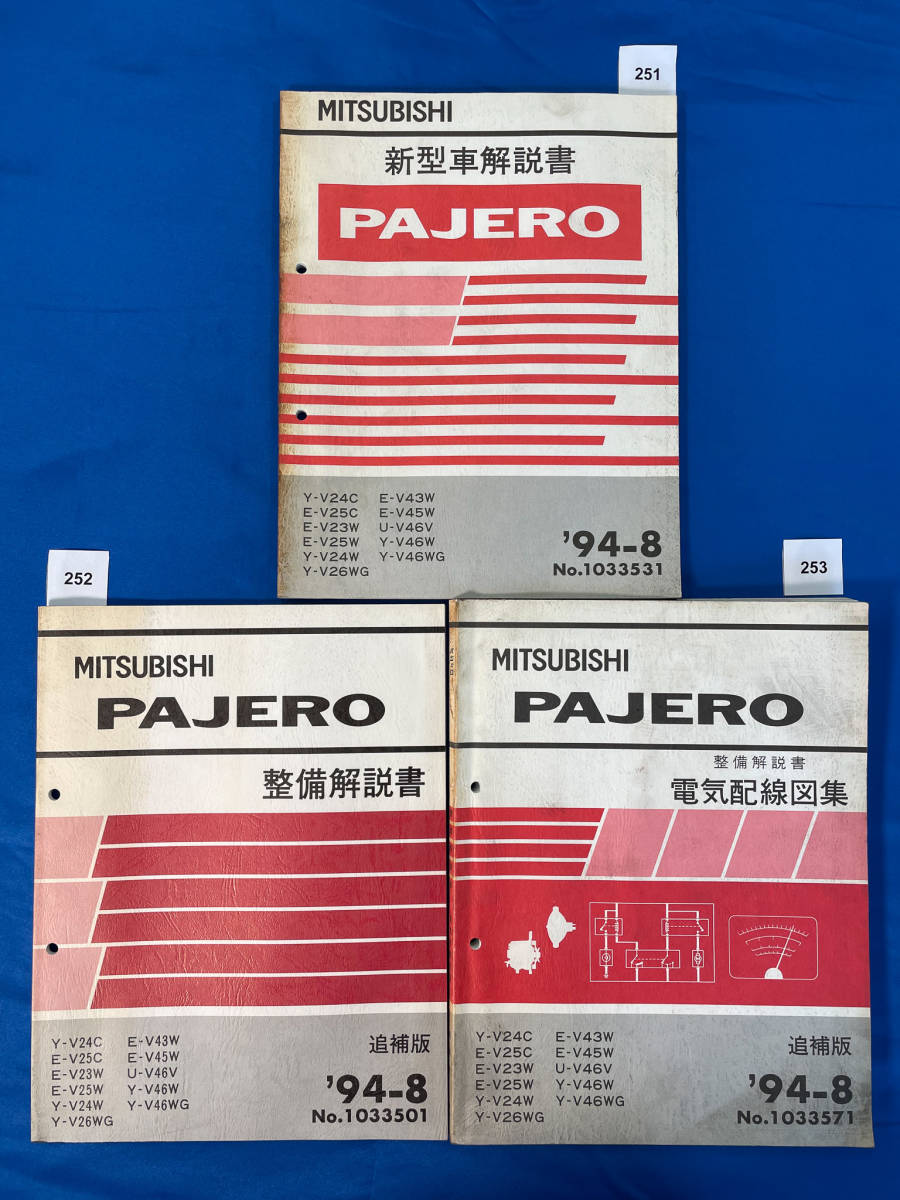 251
MITSUBISHI
新型車解説書
PAJERO
Y-V24C E-V43W
E-V25C E-V45W
E-V23W U-V46V
E-V25W Y-V46W
Y-V24W Y-V46WG
Y-V26WG
'94-8
No.1033531
252
MITSUBISHI
PAJERO
整備解説書
Y-V24C E-V43W
E-V25C E-V45W
E-V23W U-V46V
E-V25W Y-V46W
Y-V24W Y-V46WG
Y-V26WG
追補版
'94-8
No.1033501
253
MITSUBISHI
PAJERO
整備解説書
電気配線図集
Y-V24C E-V43W
E-V25C E-V45W
E-V23W U-V46V
E-V25W Y-V46W
Y-V24W Y-V46WG
Y-V26WG
追補版
'94-8
No.1033571